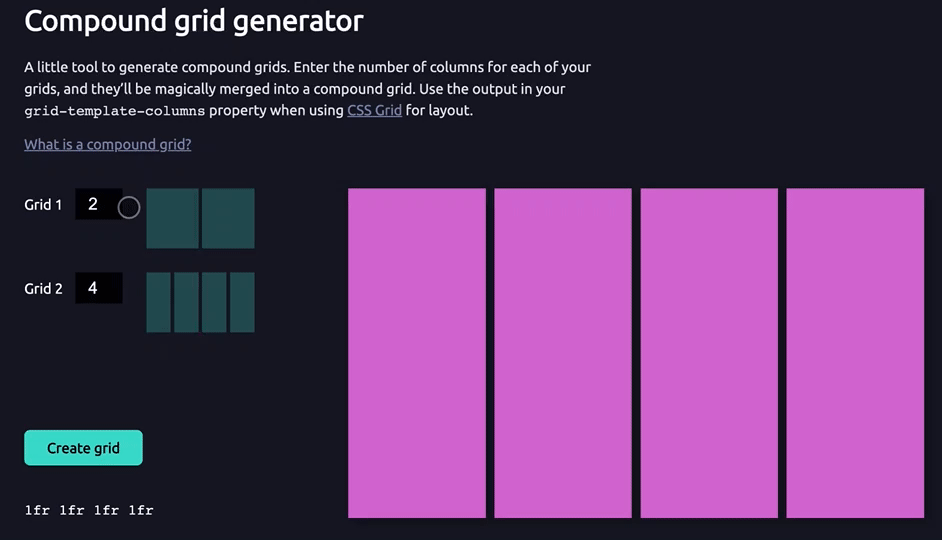 Compound grid generator
A little tool to generate compound grids. Enter the number of columns for each of your
grids, and they’ll be magically merged into a compound grid. Use the output in your
grid-template-columns property when using CSS Grid for layout.
What is a compound grid?
Grid 1 2
Grid 2 4
Create grid
1fr 1fr 1fr 1fr